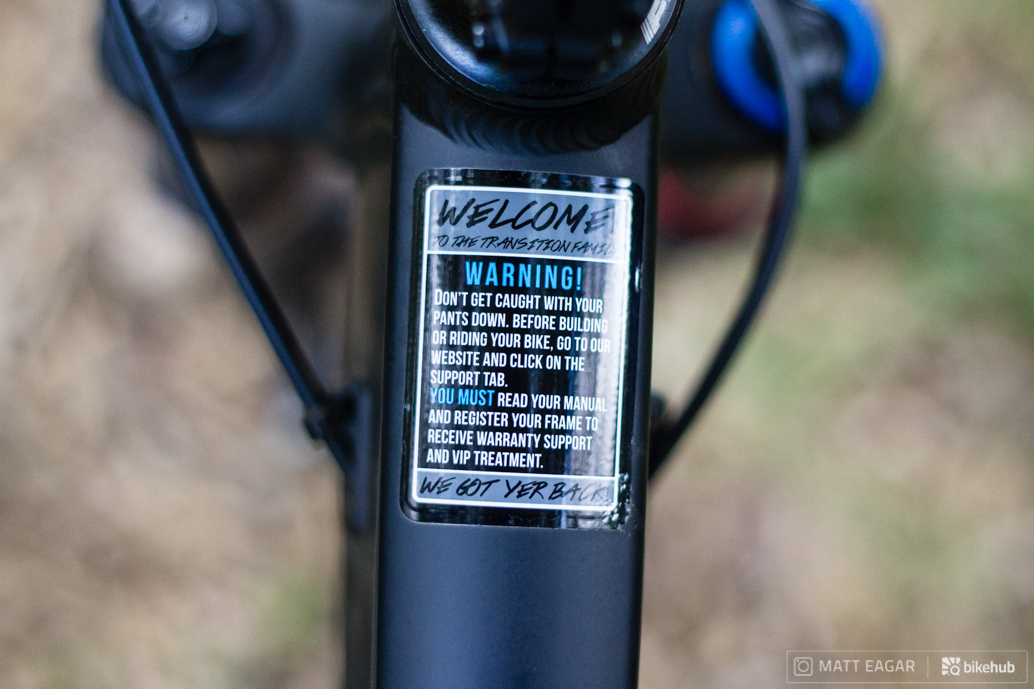 WELCOME
TO THE TRANSITION FAMIL
WARNING!
DON'T GET CAUGHT WITH YOUR
PANTS DOWN. BEFORE BUILDING
OR RIDING YOUR BIKE, GO TO OUR
WEBSITE AND CLICK ON THE
SUPPORT TAB.
YOU MUST READ YOUR MANUAL
AND REGISTER YOUR FRAME TO
RECEIVE WARRANTY SUPPORT
AND VIP TREATMENT.
WE GOT YER BACK!
MATT EAGAR | bikehub